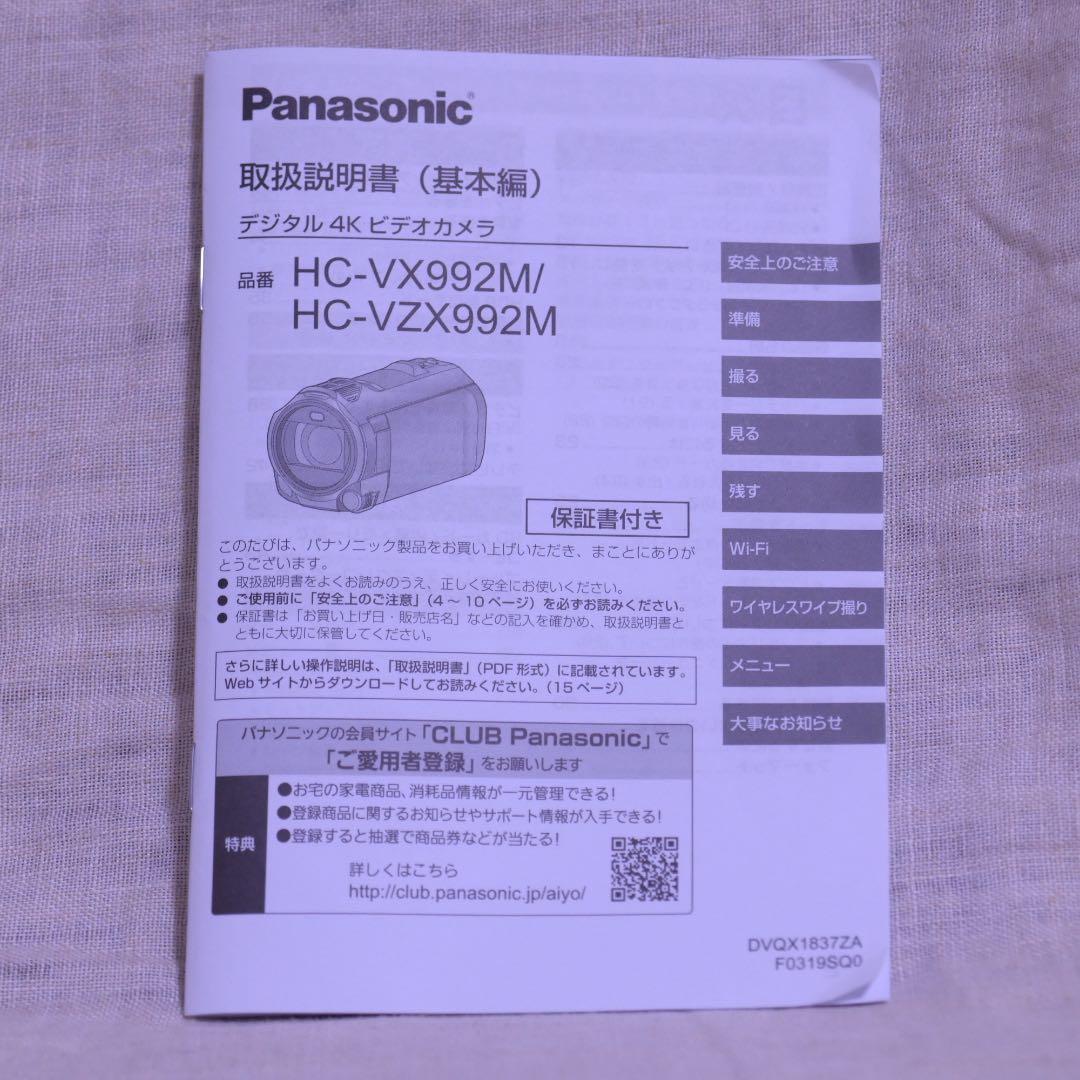 Panasonic®
取扱説明書（基本編）
デジタル 4K ビデオカメラ
品番 HC-VX992M/
HC-VZX992M
安全上のご注意
準備
撮る
見る
残す
Wi-Fi
ワイヤレスワイプ撮り
メニュー
大事なお知らせ
保証書付き
このたびは、パナソニック製品をお買い上げいただき、まことにありが
とうございます。
● 取扱説明書をよくお読みのうえ、正しく安全にお使いください。
● ご使用前に「安全上のご注意」（4 ～ 10 ページ）を必ずお読みください。
● 保証書は「お買い上げ日・販売店名」などの記入を確かめ、取扱説明書と
ともに大切に保管してください。
さらに詳しい操作説明は、「取扱説明書」（PDF 形式）に記載されています。
Web サイトからダウンロードしてお読みください。（15 ページ）
パナソニックの会員サイト「CLUB Panasonic」で
「ご愛用者登録」をお願いします
特典
●お宅の家電商品、消耗品情報が一元管理できる！
●登録商品に関するお知らせやサポート情報が入手できる！
●登録すると抽選で商品券などが当たる！
詳しくはこちら
http://club.panasonic.jp/aiyo/
DVQX1837ZA
F0319SQ0